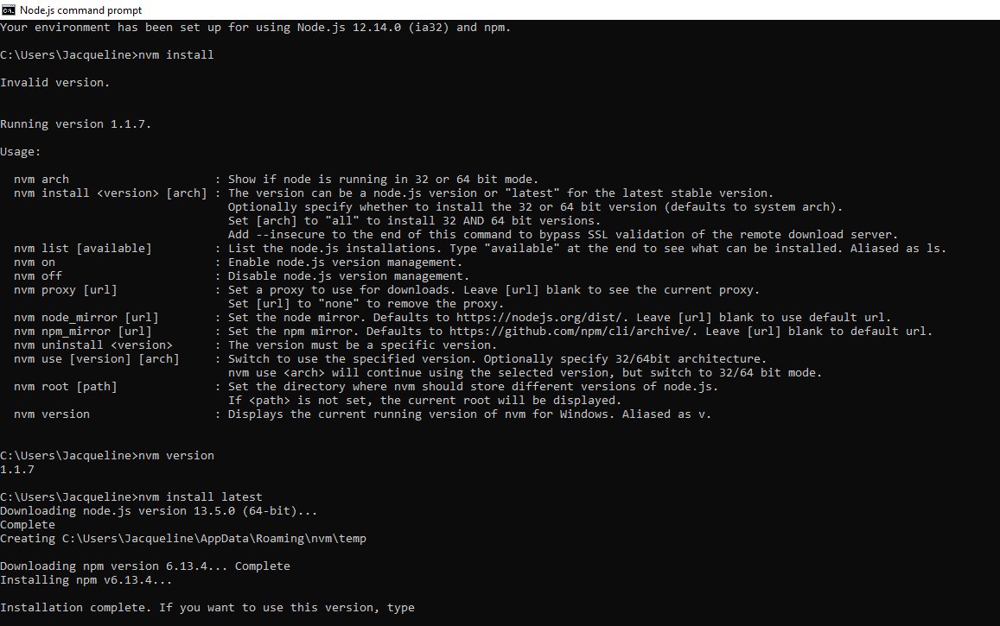 Node.js command prompt
Your environment has been set up for using Node.js 12.14.0 (ia32) and npm.
C:\Users\Jacqueline>nvm install
Invalid version.
Running version 1.1.7.
Usage:
nvm arch : Show if node is running in 32 or 64 bit mode.
nvm install <version> [arch] : The version can be a node.js version or "latest" for the latest stable version.
Optionally specify whether to install the 32 or 64 bit version (defaults to system arch).
Set [arch] to "all" to install 32 AND 64 bit versions.
Add --insecure to the end of this command to bypass SSL validation of the remote download server.
nvm list [available] : List the node.js installations. Type "available" at the end to see what can be installed. Aliased as ls.
nvm on : Enable node.js version management.
nvm off : Disable node.js version management.
nvm proxy [url] : Set a proxy to use for downloads. Leave [url] blank to see the current proxy.
Set [url] to "none" to remove the proxy.
nvm node_mirror [url] : Set the node mirror. Defaults to https://nodejs.org/dist/. Leave [url] blank to use default url.
nvm npm_mirror [url] : Set the npm mirror. Defaults to https://github.com/npm/cli/archive/. Leave [url] blank to default url.
nvm uninstall <version> : The version must be a specific version.
nvm use [version] [arch] : Switch to use the specified version. Optionally specify 32/64bit architecture.
nvm use <arch> will continue using the selected version, but switch to 32/64 bit mode.
nvm root [path] : Set the directory where nvm should store different versions of node.js.
If <path> is not set, the current root will be displayed.
nvm version : Displays the current running version of nvm for Windows. Aliased as v.
C:\Users\Jacqueline>nvm version
1.1.7
C:\Users\Jacqueline>nvm install latest
Downloading node.js version 13.5.0 (64-bit)...
Complete
Creating C:\Users\Jacqueline\AppData\Roaming\nvm\temp
Downloading npm version 6.13.4... Complete
Installing npm v6.13.4...
Installation complete. If you want to use this version, type